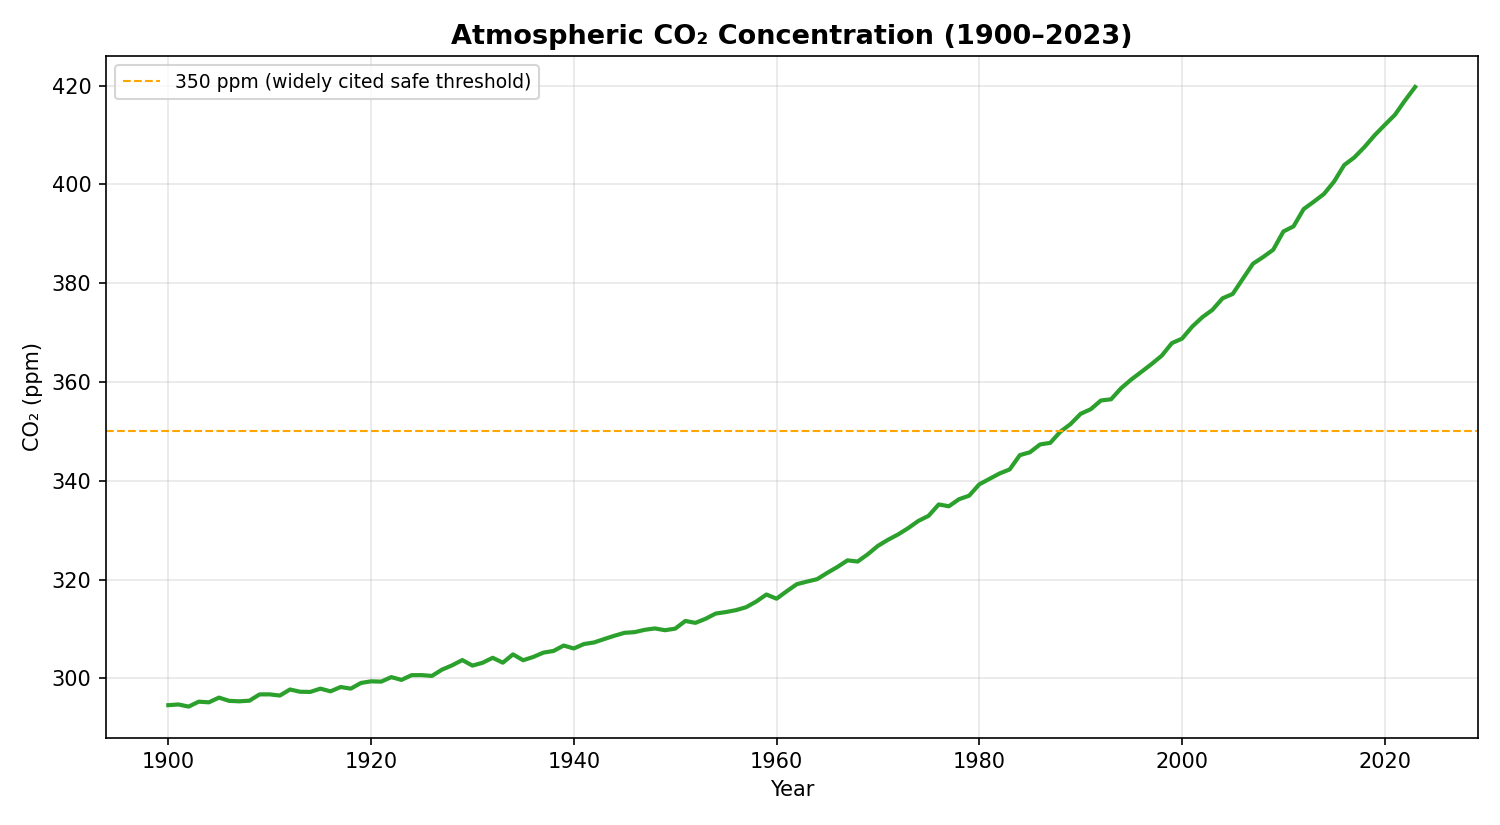 Atmospheric CO₂ Concentration (1900–2023)
350 ppm (widely cited safe threshold)
CO₂ (ppm)
420
400
380
360
340
320
300
1900 1920 1940 1960 1980 2000 2020
Year